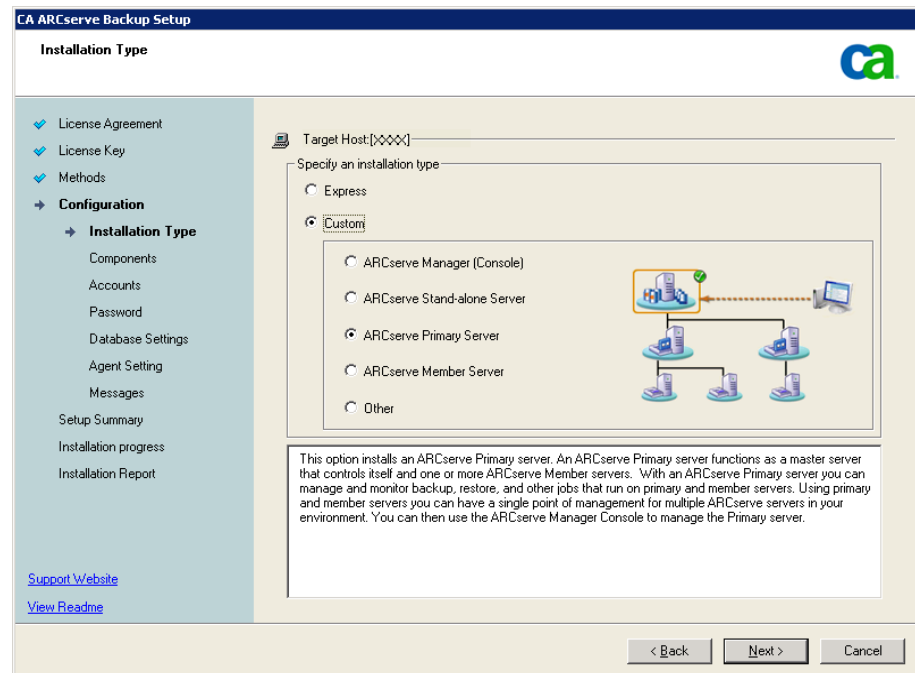 CA ARCserve Backup Setup
Installation Type
ca
License Agreement
License Key
Methods
Configuration
Installation Type
Components
Accounts
Password
Database Settings
Agent Setting
Messages
Setup Summary
Installation progress
Installation Report
Support Website
View Readme
Target Host:[XXXX]
Specify an installation type
Express
Custom
ARCserve Manager (Console)
ARCserve Stand-alone Server
ARCserve Primary Server
ARCserve Member Server
Other
This option installs an ARCserve Primary server. An ARCserve Primary server functions as a master server
that controls itself and one or more ARCserve Member servers.  With an ARCserve Primary server you can
manage and monitor backup, restore, and other jobs that run on primary and member servers. Using primary
and member servers you can have a single point of management for multiple ARCserve servers in your
environment. You can then use the ARCserve Manager Console to manage the Primary server.
< Back
Next >
Cancel